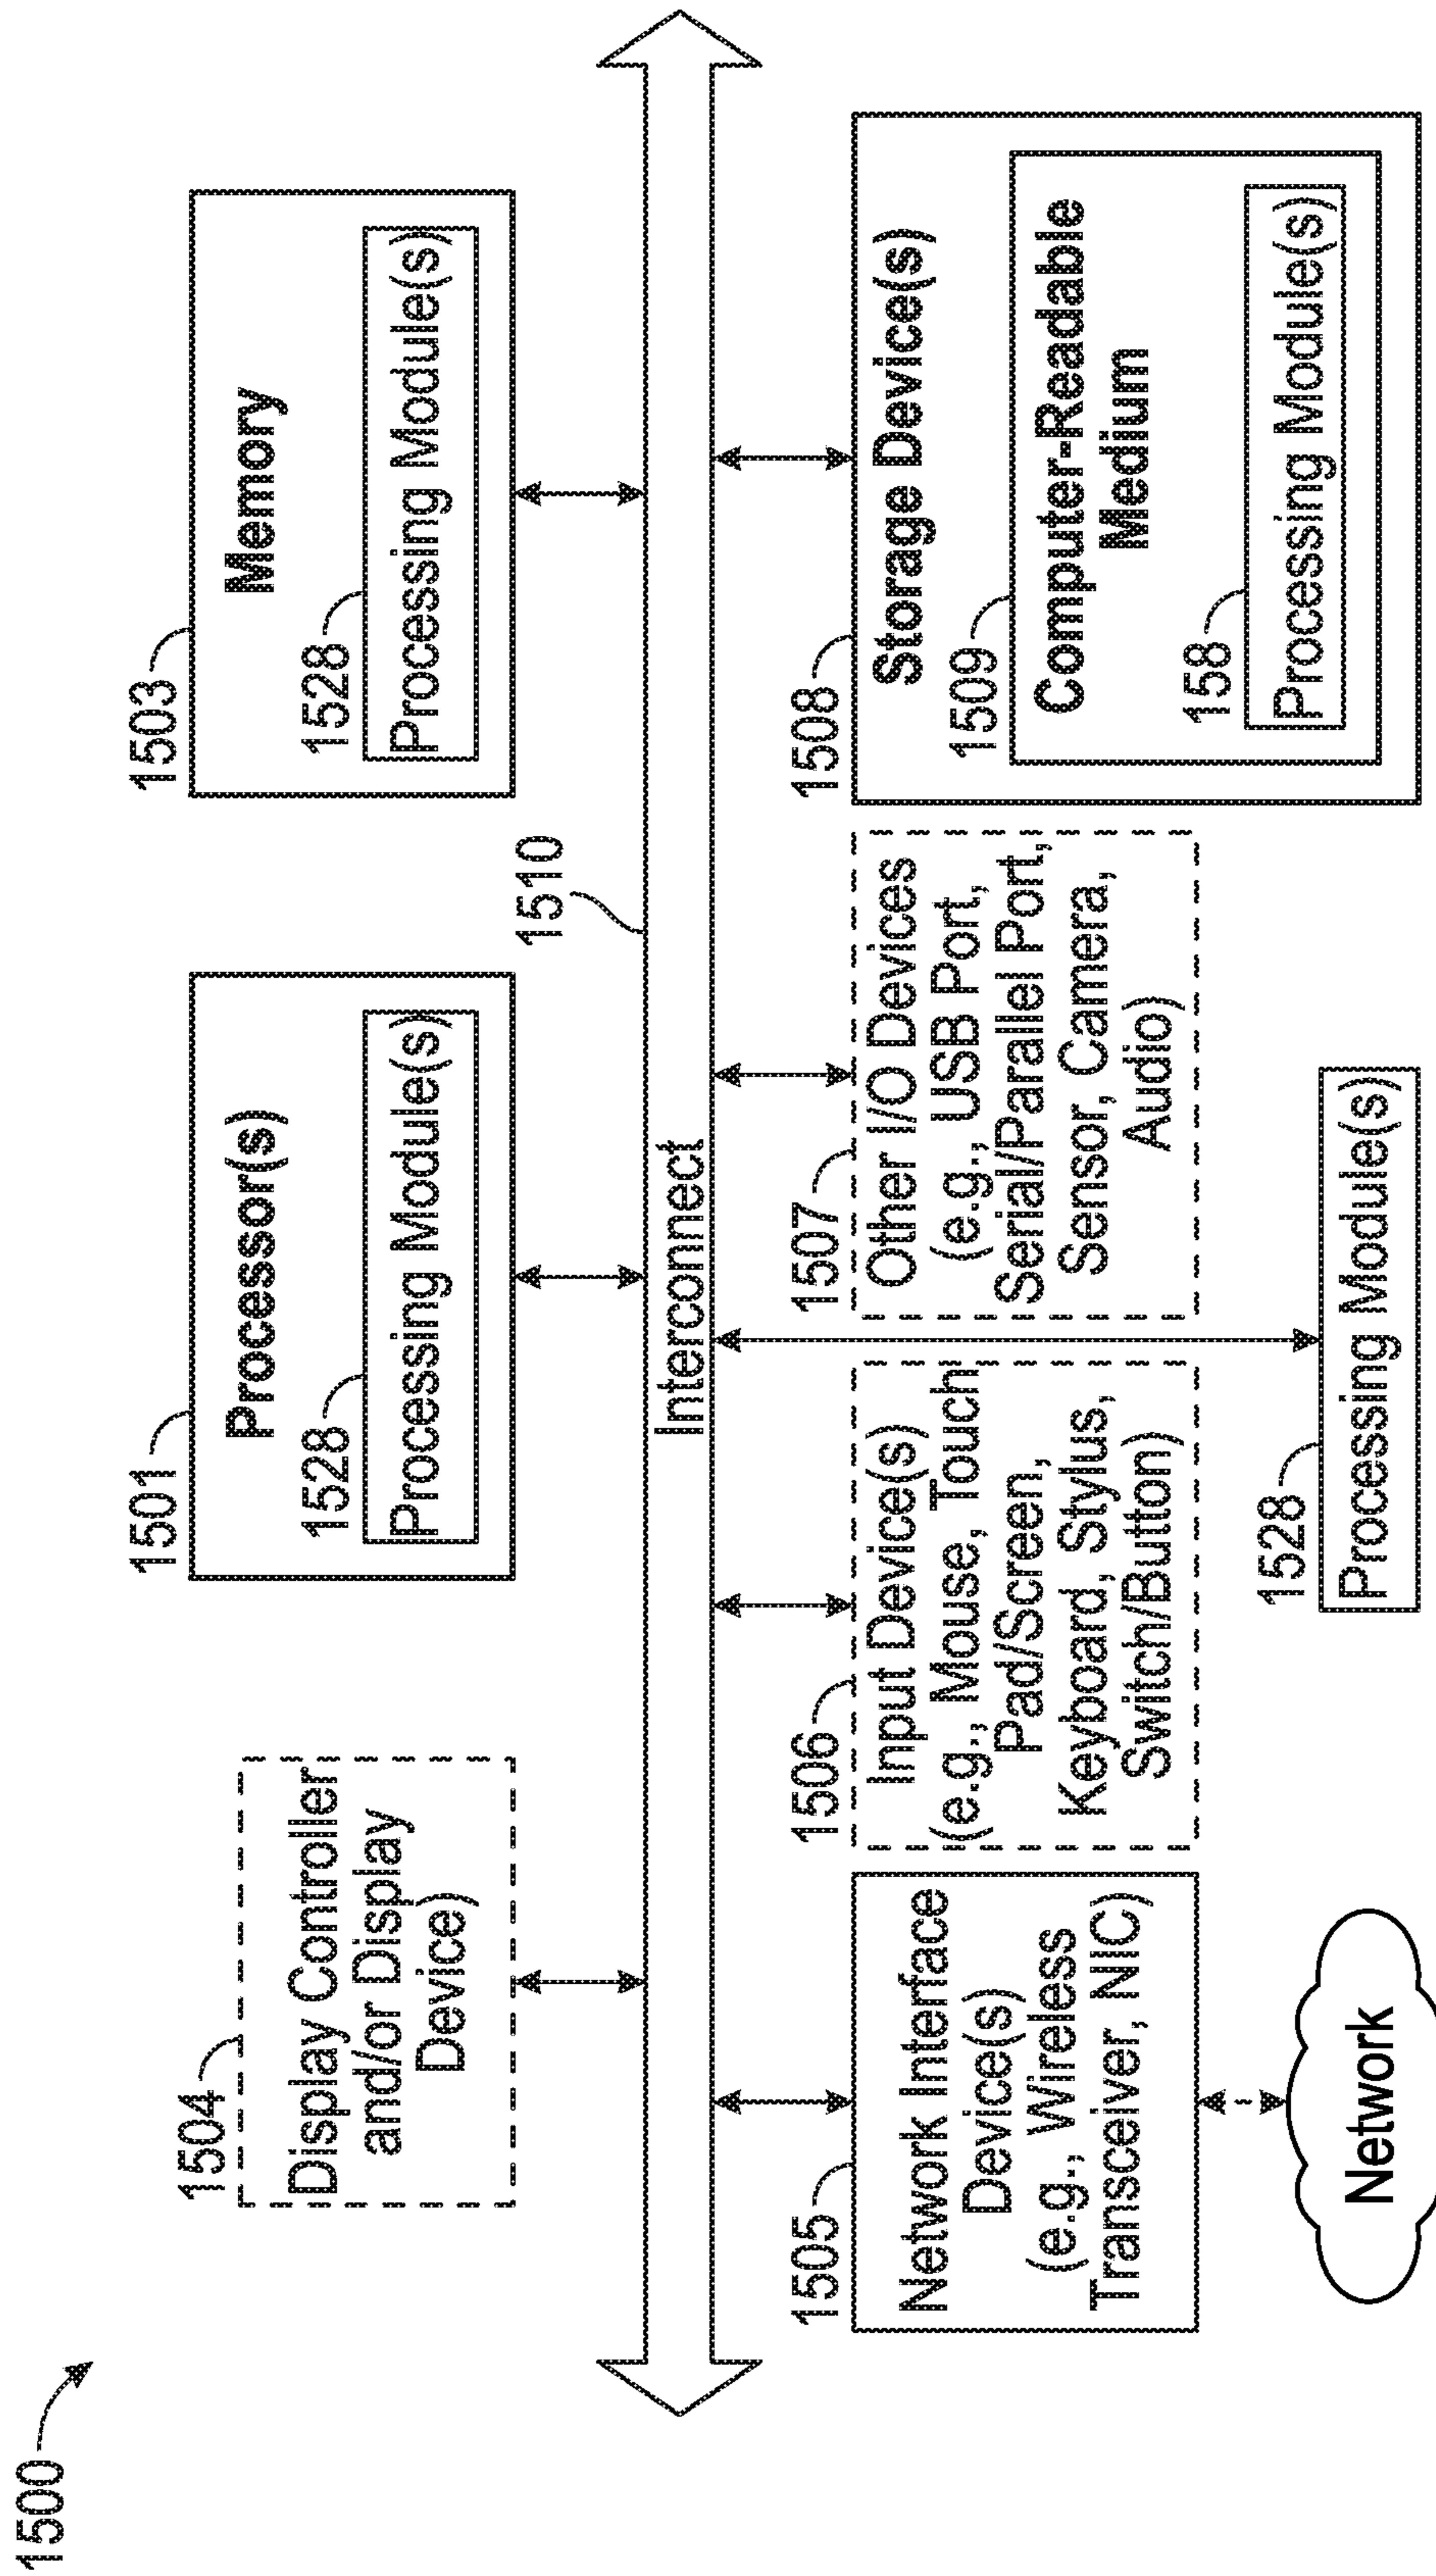 1500
1504
Display Controller
and/or Display
Device)
1501
Processor(s)
1528
Processing Module(s)
1503
Memory
1528
Processing Module(s)
1510
Interconnect
1505
Network Interface
Device(s)
(e.g., Wireless
Transceiver, NIC)
Network
1506
Input Device(s)
(e.g., Mouse, Touch
Pad/Screen,
Keyboard, Stylus,
Switch/Button)
1528
Processing Module(s)
1507
Other I/O Devices
(e.g., USB Port,
Serial/Parallel Port,
Sensor, Camera,
Audio)
1508
Storage Device(s)
1509
Computer-Readable
Medium
158
Processing Module(s)